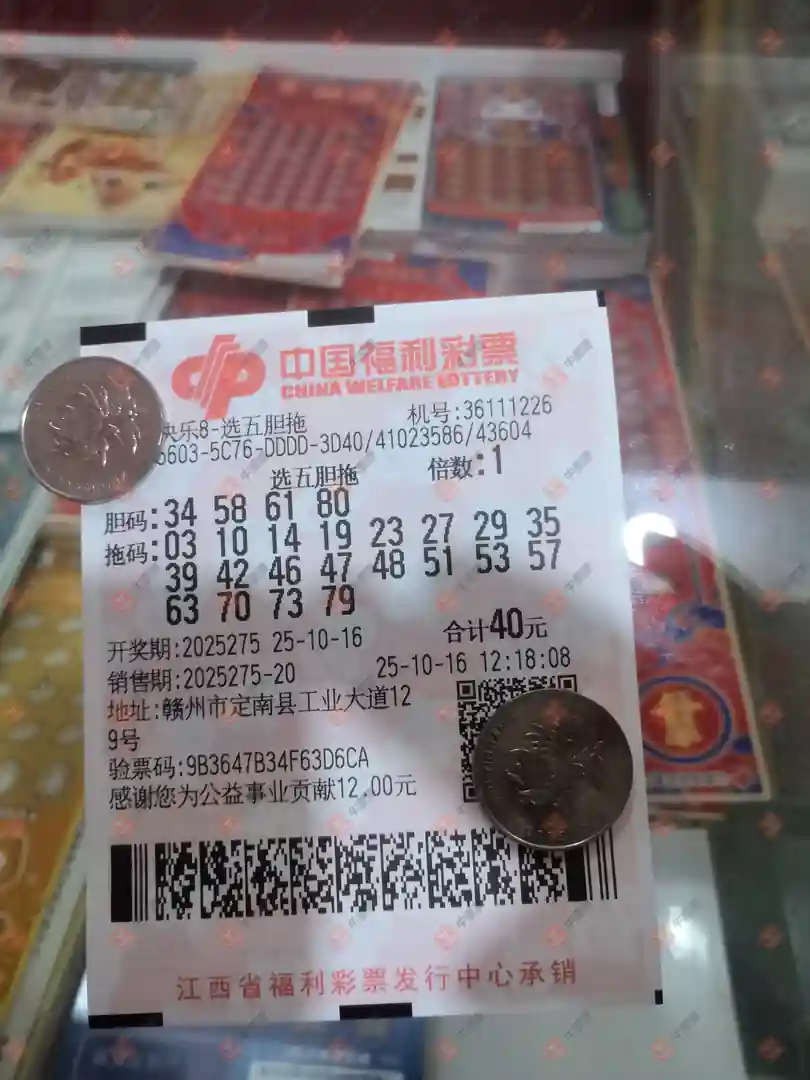 中国福利彩票
CHINA WELFARE LOTTERY
快乐8-选五胆拖 机号:36111226
6603-5C76-DDDD-3D40/41023586/43604
选五胆拖 倍数:1
胆码:34 58 61 80
拖码:03 10 14 19 23 27 29 35
39 42 46 47 48 51 53 57
63 70 73 79
合计40元
开奖期:2025275 25-10-16
销售期:2025275-20 25-10-16 12:18:08
地址:赣州市定南县工业大道12
9号
验票码:9B3647B34F63D6CA
感谢您为公益事业贡献12.00元
江西省福利彩票发行中心承销